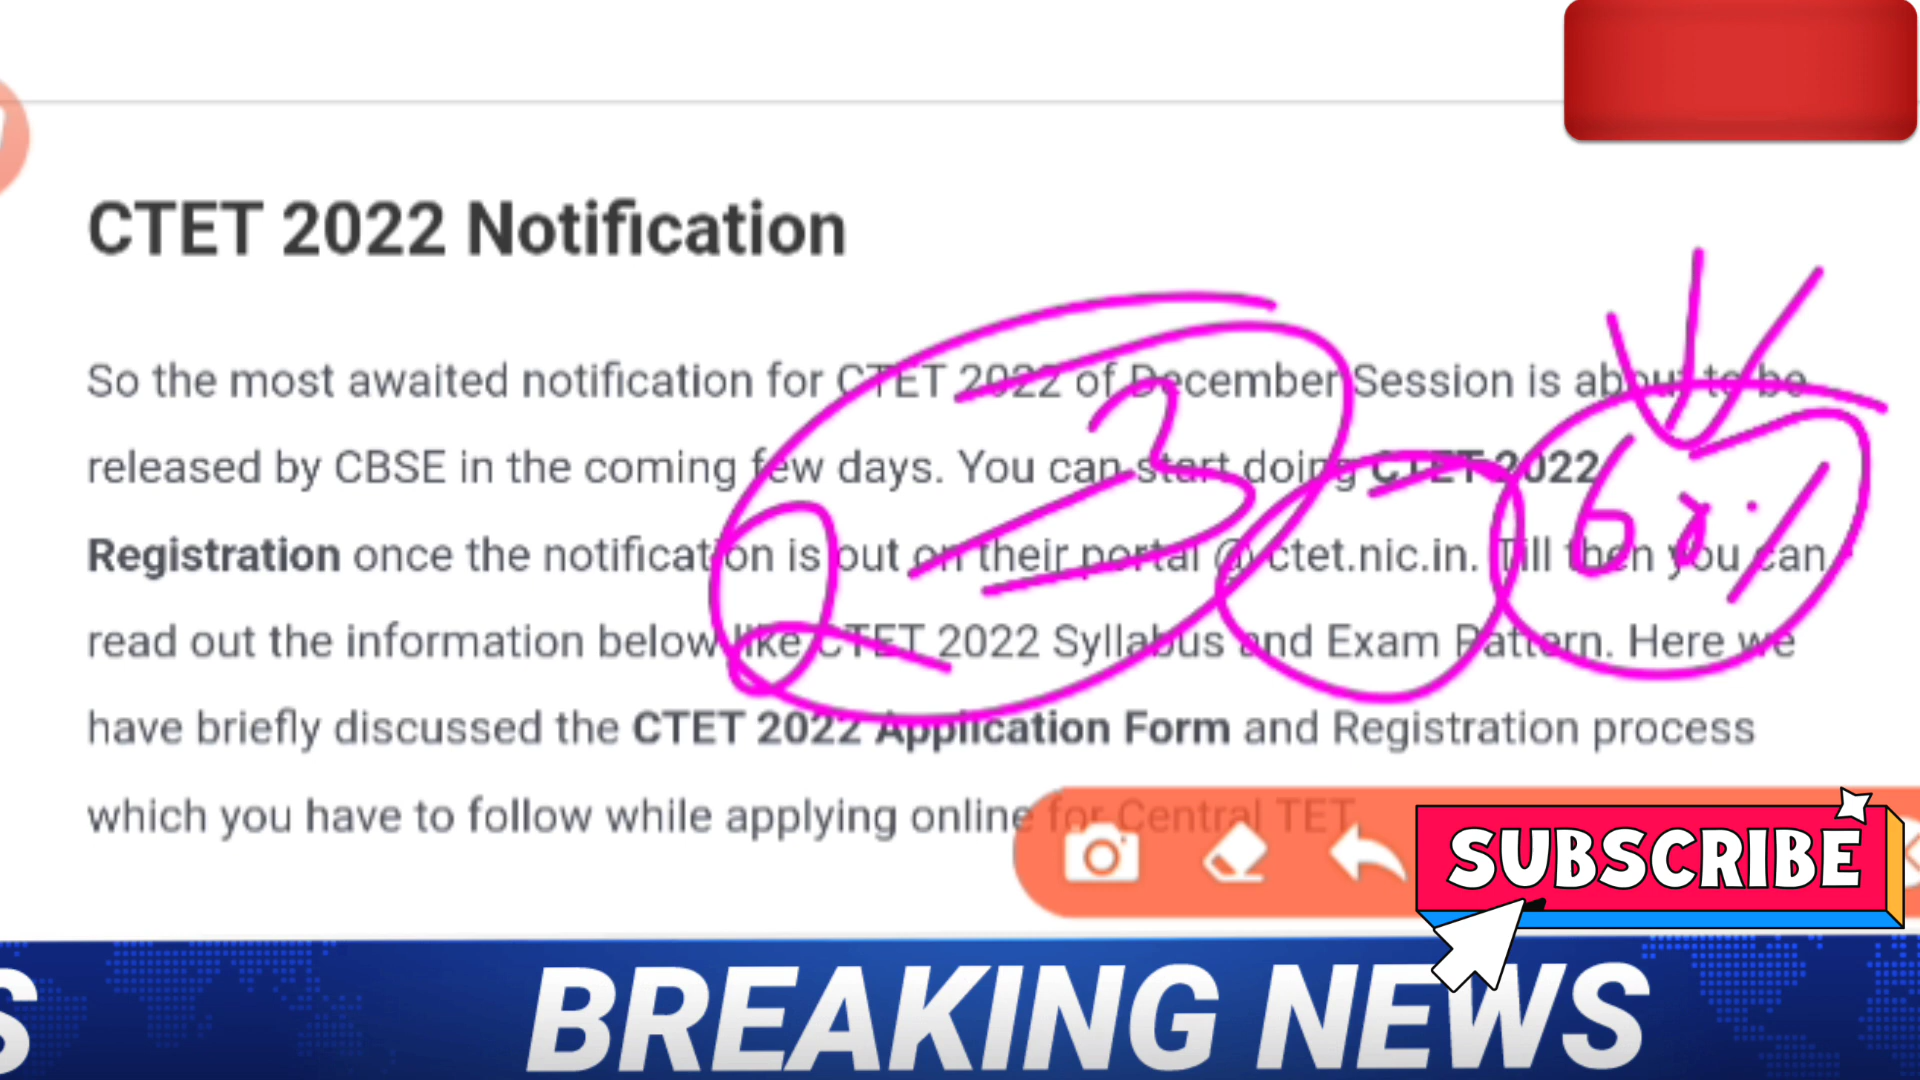 CTET 2022 Notification
So the most awaited notification for CTET 2022 of December Session is about to be
released by CBSE in the coming few days. You can start doing CTET 2022
Registration once the notification is out on their portal @ ctet.nic.in. Till then you can
read out the information below like CTET 2022 Syllabus and Exam Pattern. Here we
have briefly discussed the CTET 2022 Application Form and Registration process
which you have to follow while applying online for Central TET
60%
SUBSCRIBE
S BREAKING NEWS